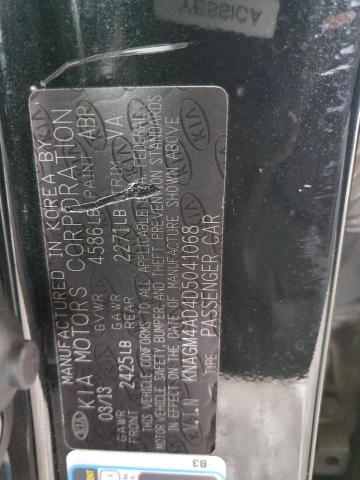 MANUFACTURED IN KOREA BY
KIA MOTORS CORPORATION
03/13 GVWR 4586LB PAINT ABP
GAWR FRONT 2425LB GAWR REAR 2271LB TRIM VA
THIS VEHICLE CONFORMS TO ALL APPLICABLE FEDERAL
MOTOR VEHICLE SAFETY, BUMPER, AND THEFT PREVENTION STANDARDS
IN EFFECT ON THE DATE OF MANUFACTURE SHOWN ABOVE
V.I.N KNAGM4AD4D5041068
TYPE PASSENGER CAR
KIA
B3
YESSICA